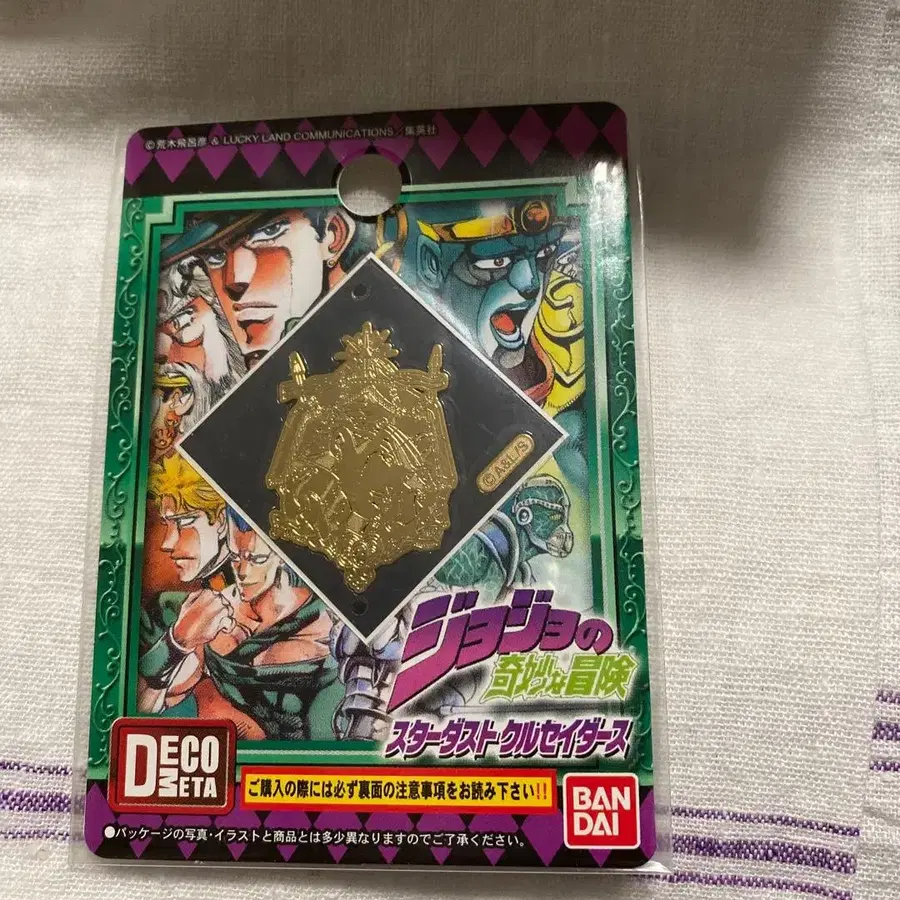 ©荒木飛呂彦 & LUCKY LAND COMMUNICATIONS／集英社
© A&L/S
ジョジョの
奇妙な冒険
スターダストクルセイダース
DECO
META
ご購入の際には必ず裏面の注意事項をお読み下さい!!
BAN
DAI
●パッケージの写真・イラストと商品とは多少異なりますのでご了承ください。